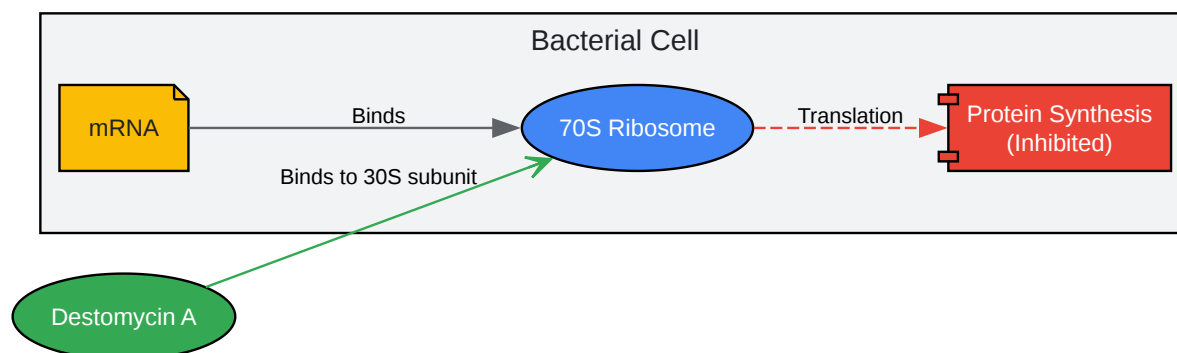 Bacterial Cell
mRNA
Binds
70S Ribosome
Translation
Protein Synthesis
(Inhibited)
Binds to 30S subunit
Destomycin A